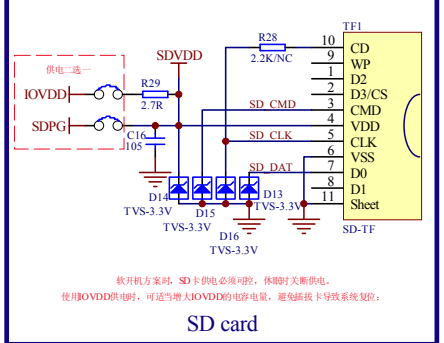 TF1
R28
10 CD
2.2K/NC
9 WP
SDVDD
1 D2
供电二选一
2 D3/CS
IOVDD
R29
SD_CMD
3 CMD
2.7R
SDPG
4 VDD
C16
105
SD_CLK
5 CLK
6 VSS
SD_DAT
7 D0
8 D1
11 Sheet
D14
TVS-3.3V
D15
TVS-3.3V
D13
TVS-3.3V
D16
TVS-3.3V
SD-TF
软开机方案时，SD卡供电必须可控，休眠时关断供电。
使用IOVDD供电时，可适当增大IOVDD的电容电量，避免插拔卡导致系统复位；
SD card